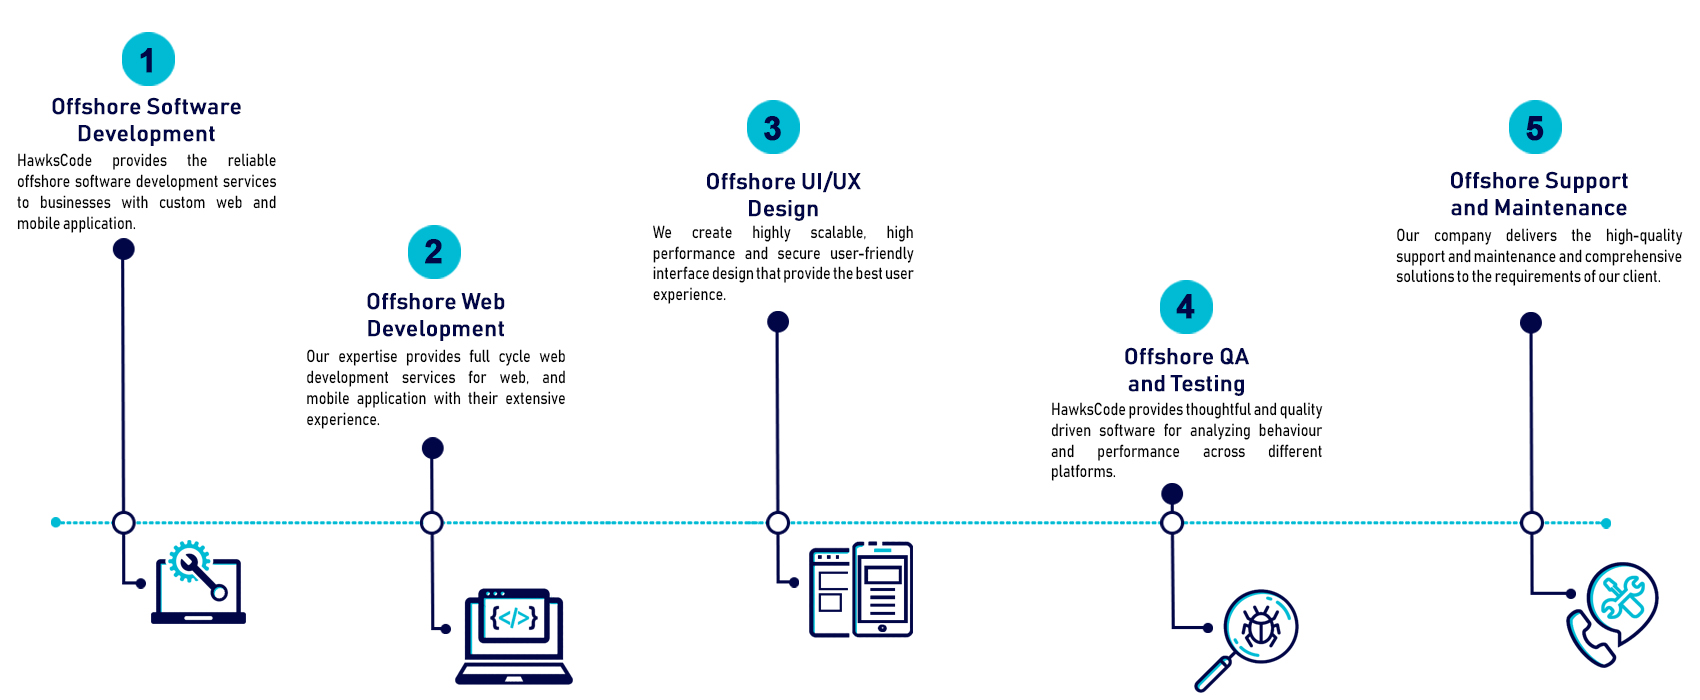 1
Offshore Software
Development
HawksCode provides the reliable
offshore software development services
to businesses with custom web and
mobile application.
2
Offshore Web
Development
Our expertise provides full cycle web
development services for web, and
mobile application with their extensive
experience.
{</>}
3
Offshore UI/UX
Design
We create highly scalable, high
performance and secure user-friendly
interface design that provide the best user
experience.
4
Offshore QA
and Testing
HawksCode provides thoughtful and quality
driven software for analyzing behaviour
and performance across different
platforms.
5
Offshore Support
and Maintenance
Our company delivers the high-quality
support and maintenance and comprehensive
solutions to the requirements of our client.